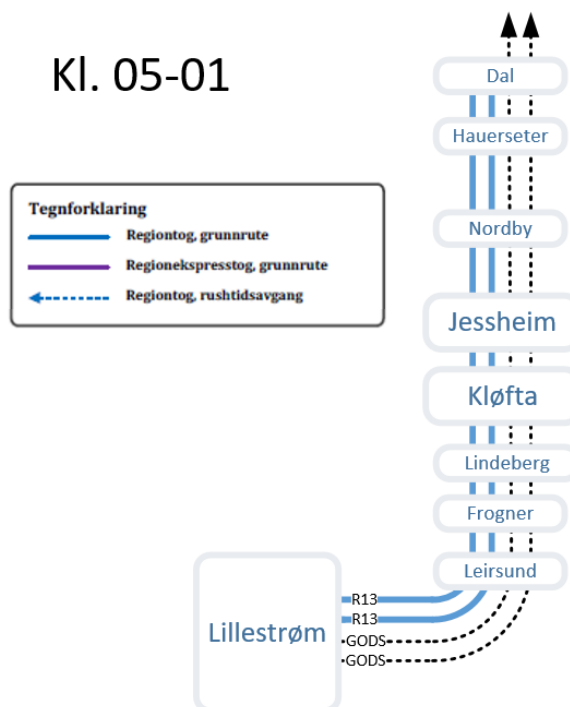 Kl. 05-01
Dal
Hauerseter
Tegnforklaring
Regiontog, grunnrute
Regionekspresstog, grunnrute
Regiontog, rushtidsavgang
Nordby
Jessheim
Kløfta
Lindeberg
Frogner
Leirsund
Lillestrøm
R13
R13
GODS
GODS